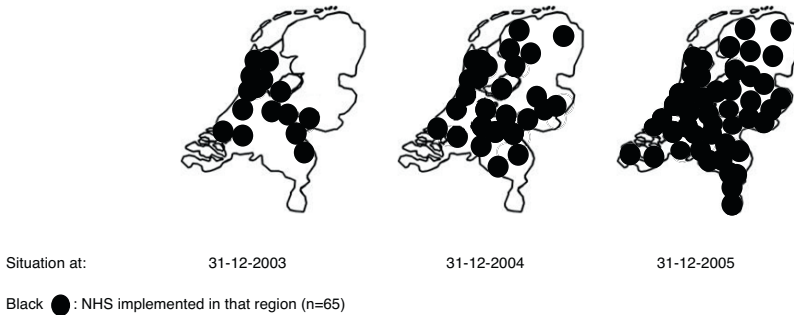 Situation at: 31-12-2003 31-12-2004 31-12-2005
Black : NHS implemented in that region (n=65)